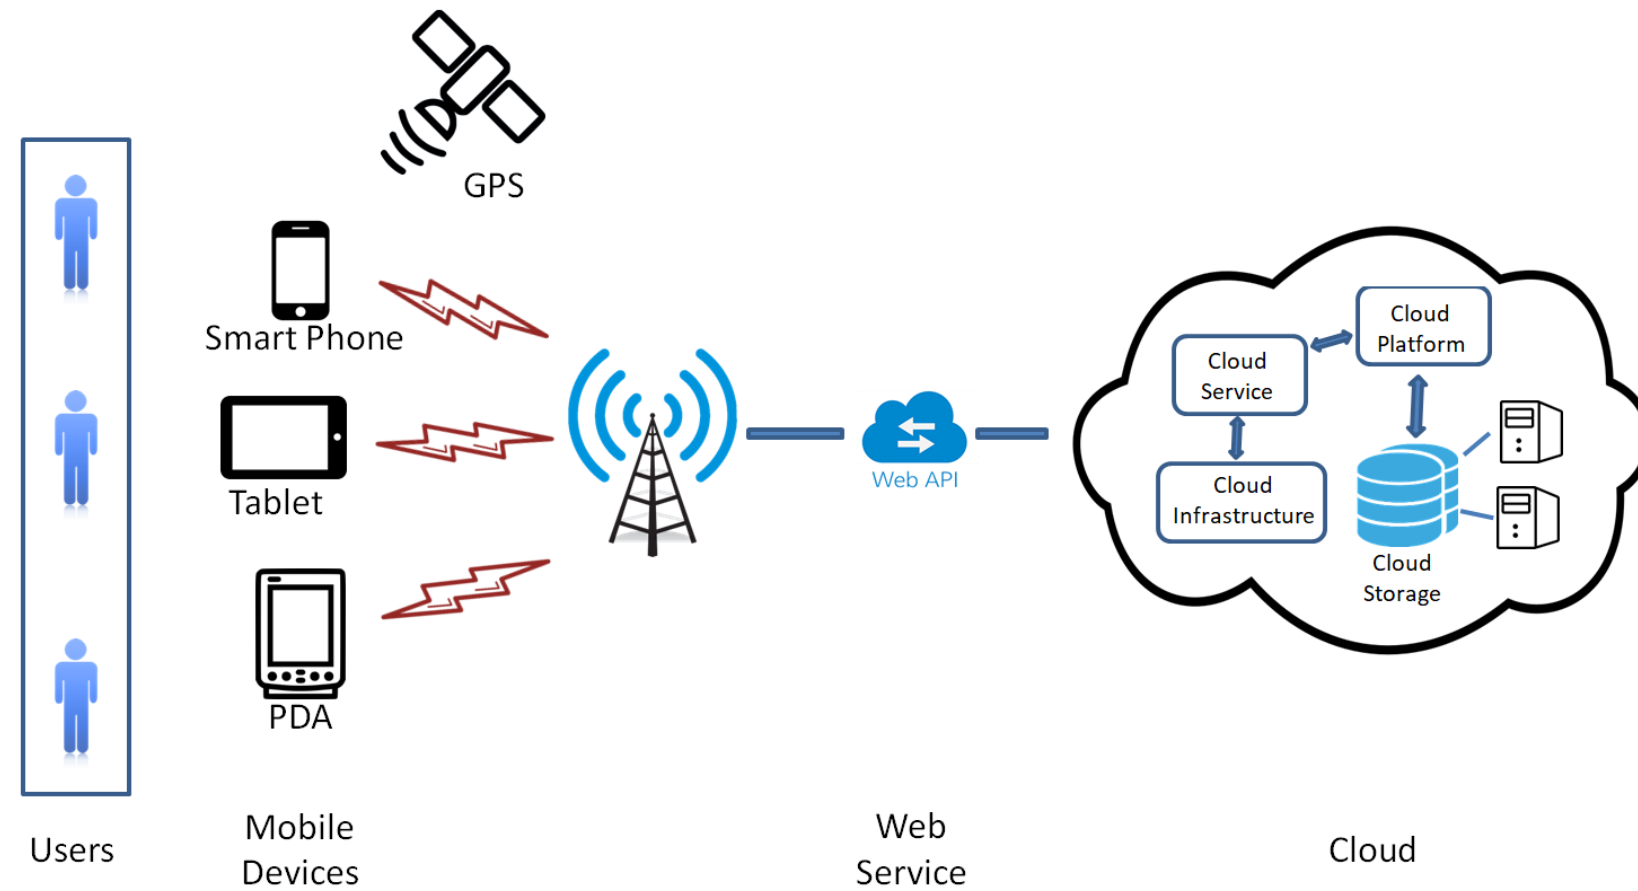 GPS
Smart Phone
Tablet
PDA
Web API
Cloud
Platform
Cloud
Service
Cloud
Infrastructure
Cloud
Storage
Users
Mobile
Devices
Web
Service
Cloud